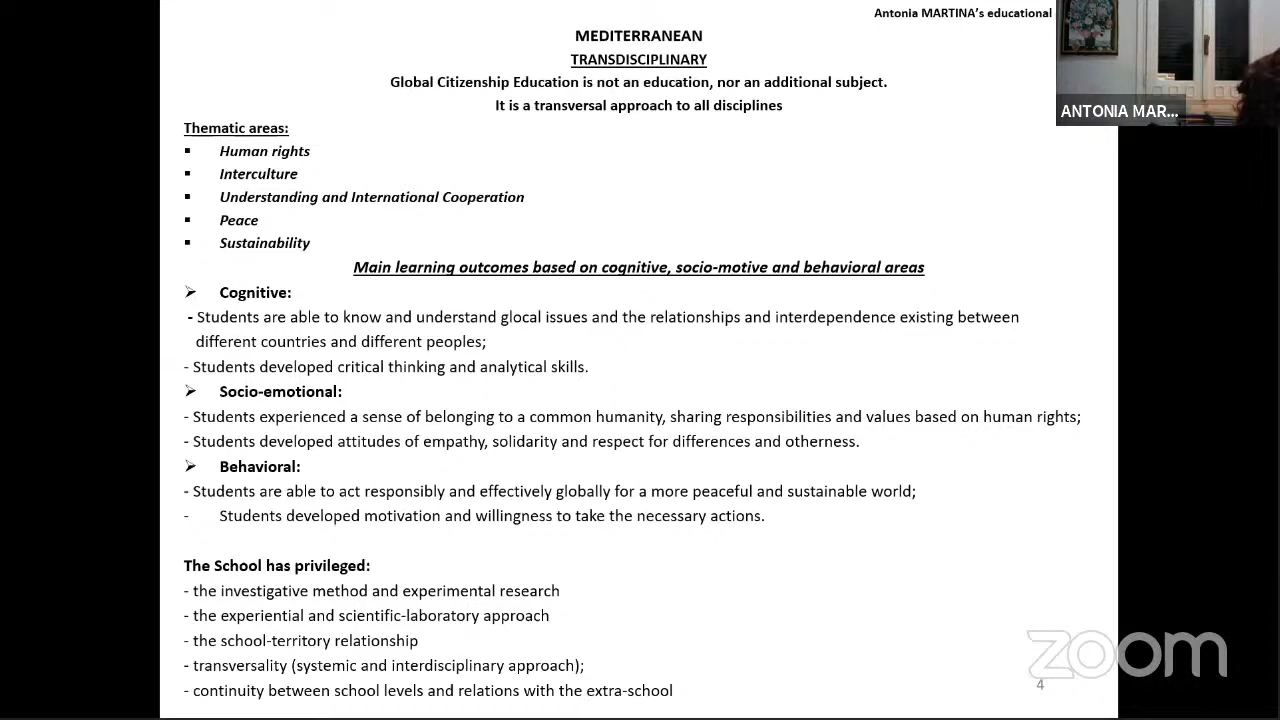 Antonia MARTINA's educational
MEDITERRANEAN
TRANSDISCIPLINARY
Global Citizenship Education is not an education, nor an additional subject.
It is a transversal approach to all disciplines
ANTONIA MAR...
Thematic areas:
▪ Human rights
▪ Interculture
▪ Understanding and International Cooperation
▪ Peace
▪ Sustainability
Main learning outcomes based on cognitive, socio-motive and behavioral areas
➢ Cognitive:
- Students are able to know and understand glocal issues and the relationships and interdependence existing between
different countries and different peoples;
- Students developed critical thinking and analytical skills.
➢ Socio-emotional:
- Students experienced a sense of belonging to a common humanity, sharing responsibilities and values based on human rights;
- Students developed attitudes of empathy, solidarity and respect for differences and otherness.
➢ Behavioral:
- Students are able to act responsibly and effectively globally for a more peaceful and sustainable world;
- Students developed motivation and willingness to take the necessary actions.
The School has privileged:
- the investigative method and experimental research
- the experiential and scientific-laboratory approach
- the school-territory relationship
- transversality (systemic and interdisciplinary approach);
- continuity between school levels and relations with the extra-school
zoom
4